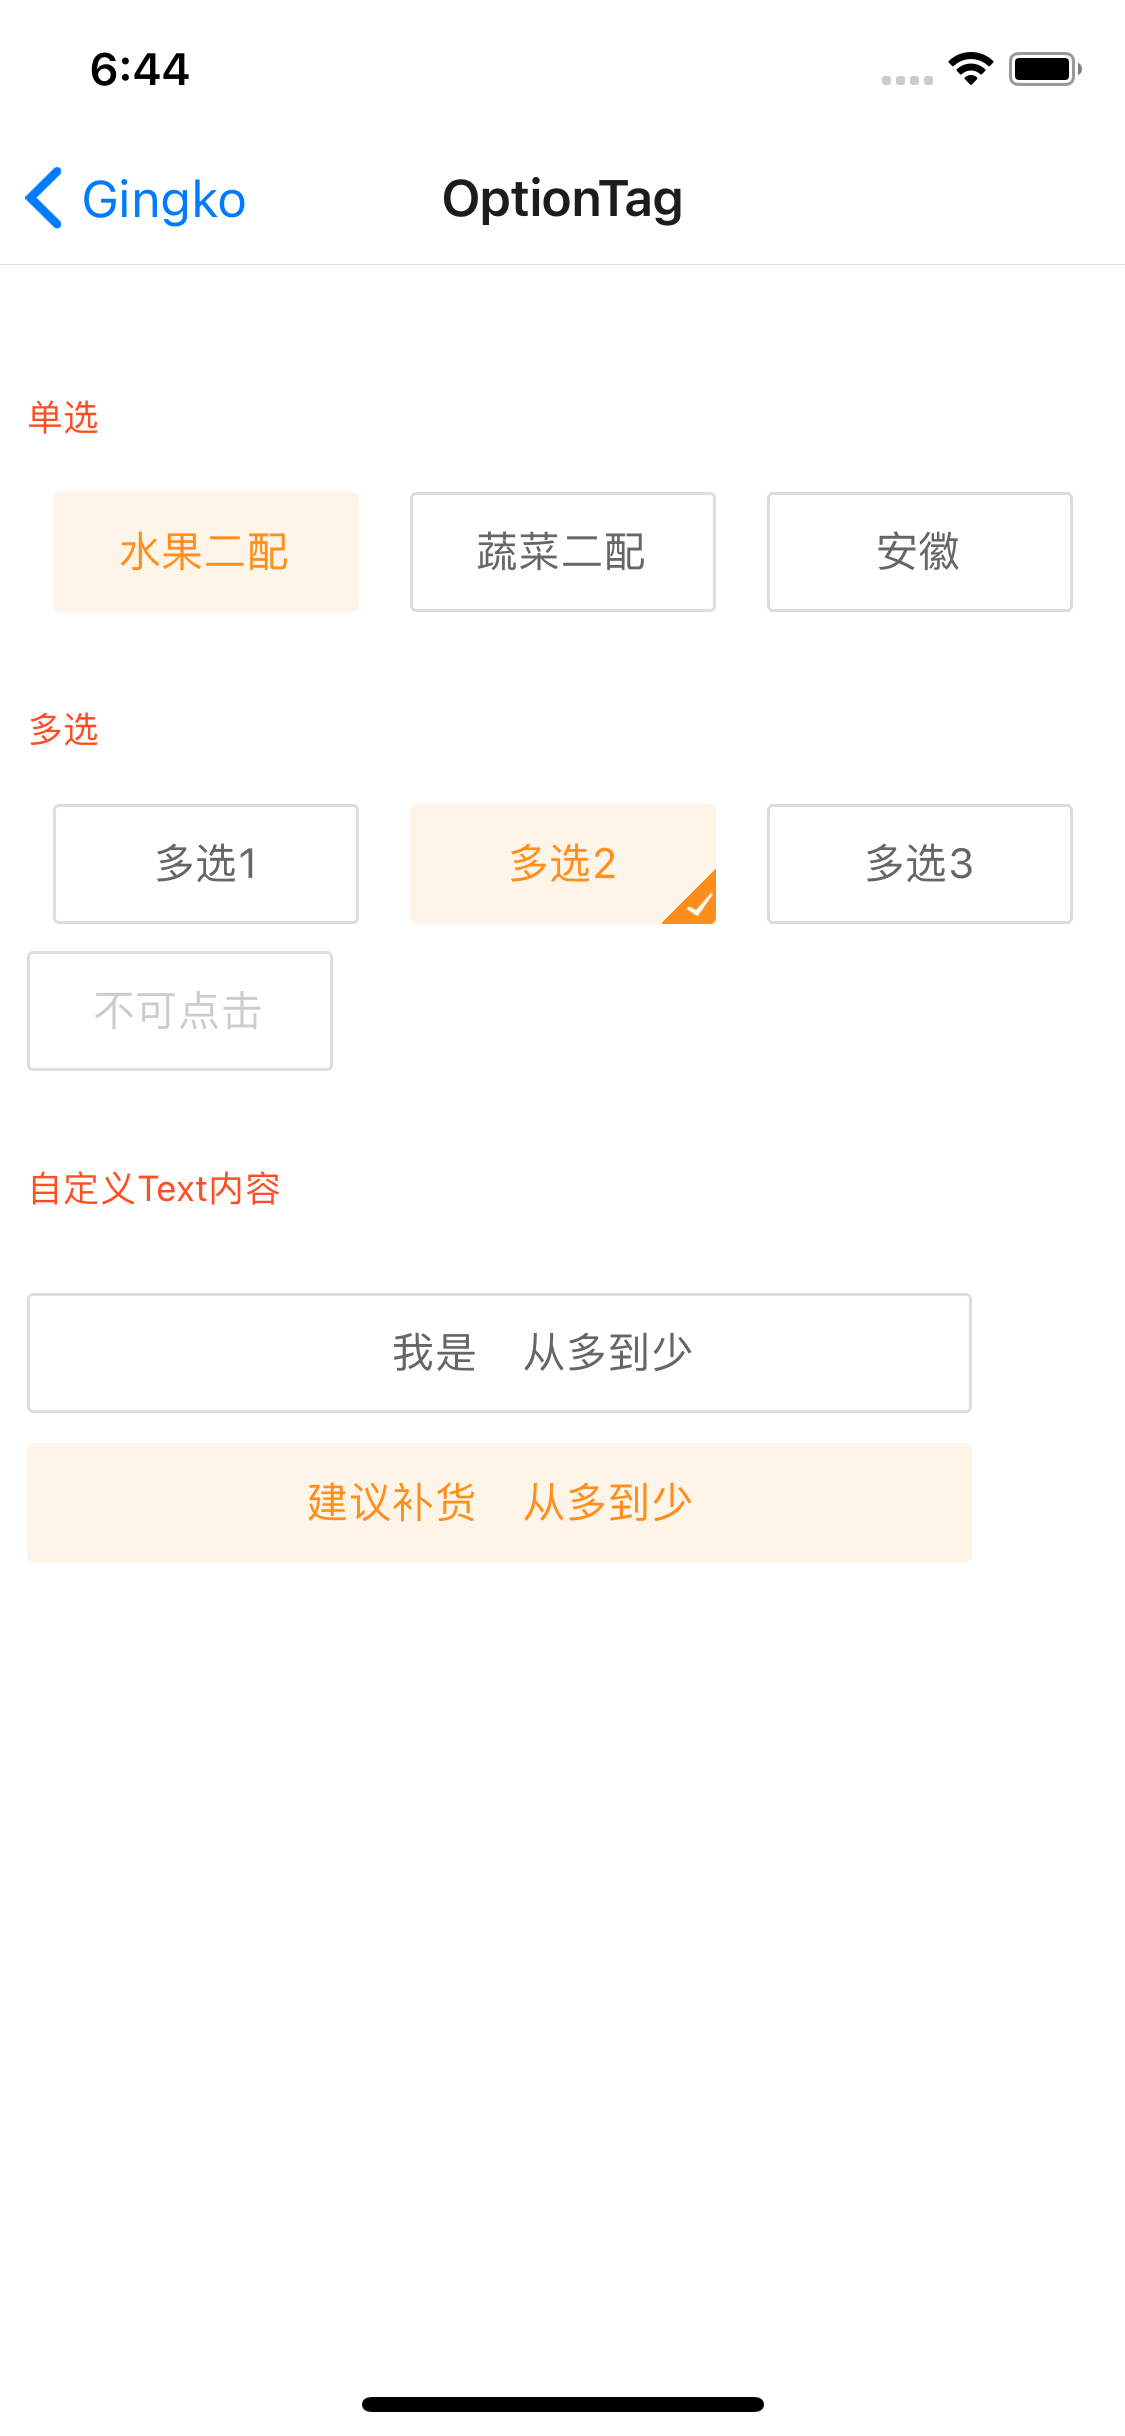 6:44
Gingko OptionTag
单选
水果二配 蔬菜二配 安徽
多选
多选1 多选2 多选3
不可点击
自定义Text内容
我是 从多到少
建议补货 从多到少